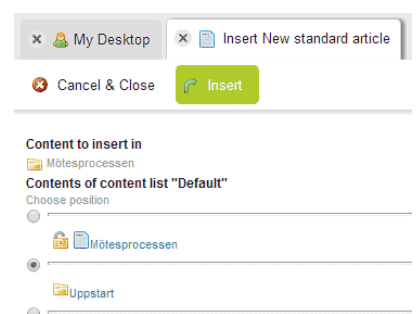 My Desktop Insert New standard article
Cancel & Close Insert
Content to insert in
Mötesprocessen
Contents of content list "Default"
Choose position
Mötesprocessen
Uppstart